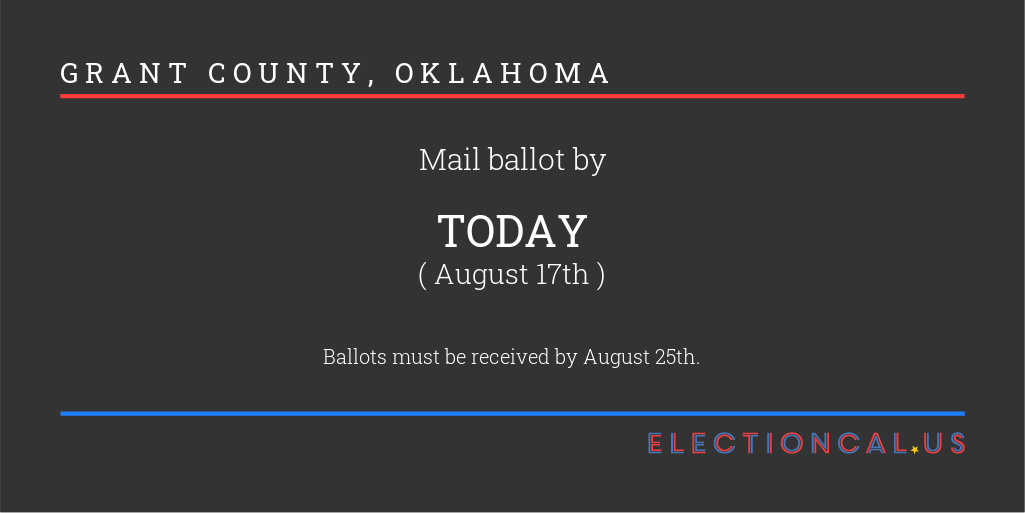 GRANT COUNTY, OKLAHOMA
Mail ballot by
TODAY
( August 17th )
Ballots must be received by August 25th.
ELECTIONCAL.US